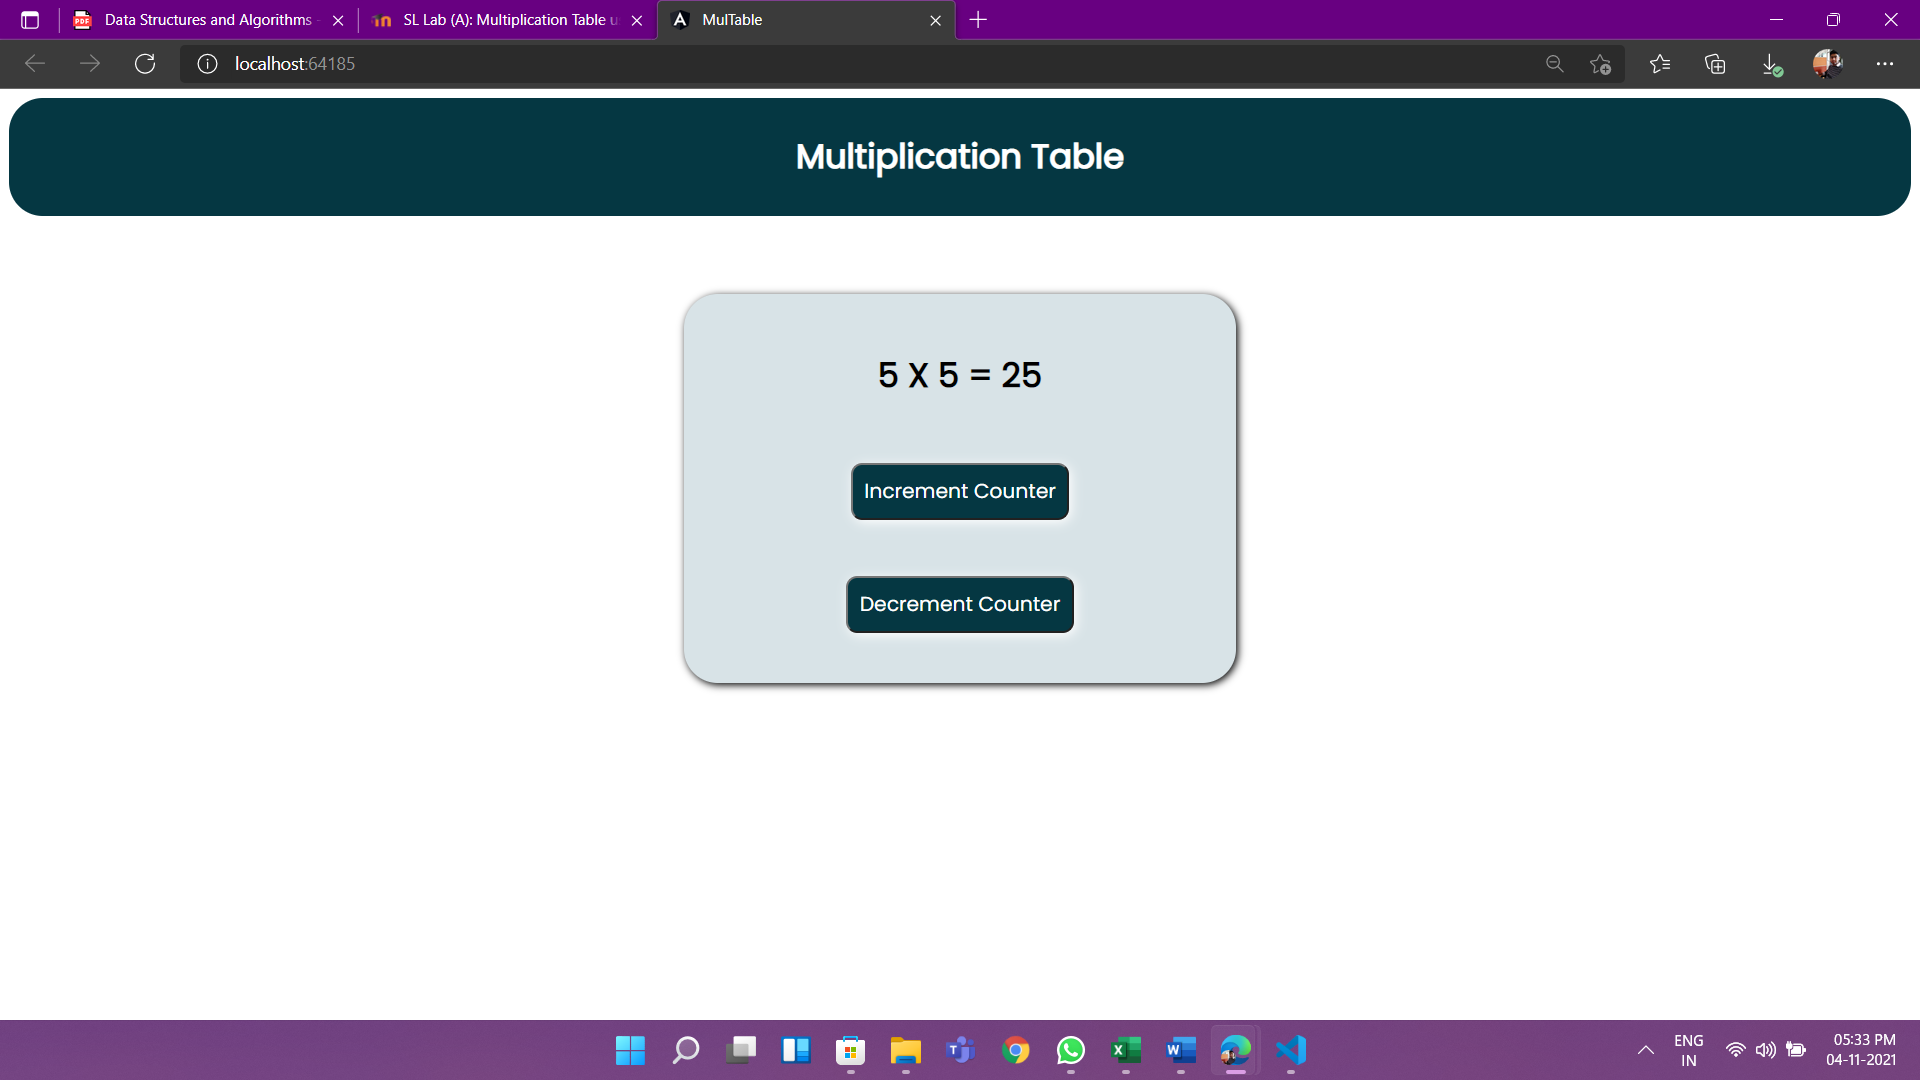 Data Structures and Algorithms
SL Lab (A): Multiplication Table u
MulTable
localhost:64185
Multiplication Table
5 X 5 = 25
Increment Counter
Decrement Counter
ENG
IN
05:33 PM
04-11-2021